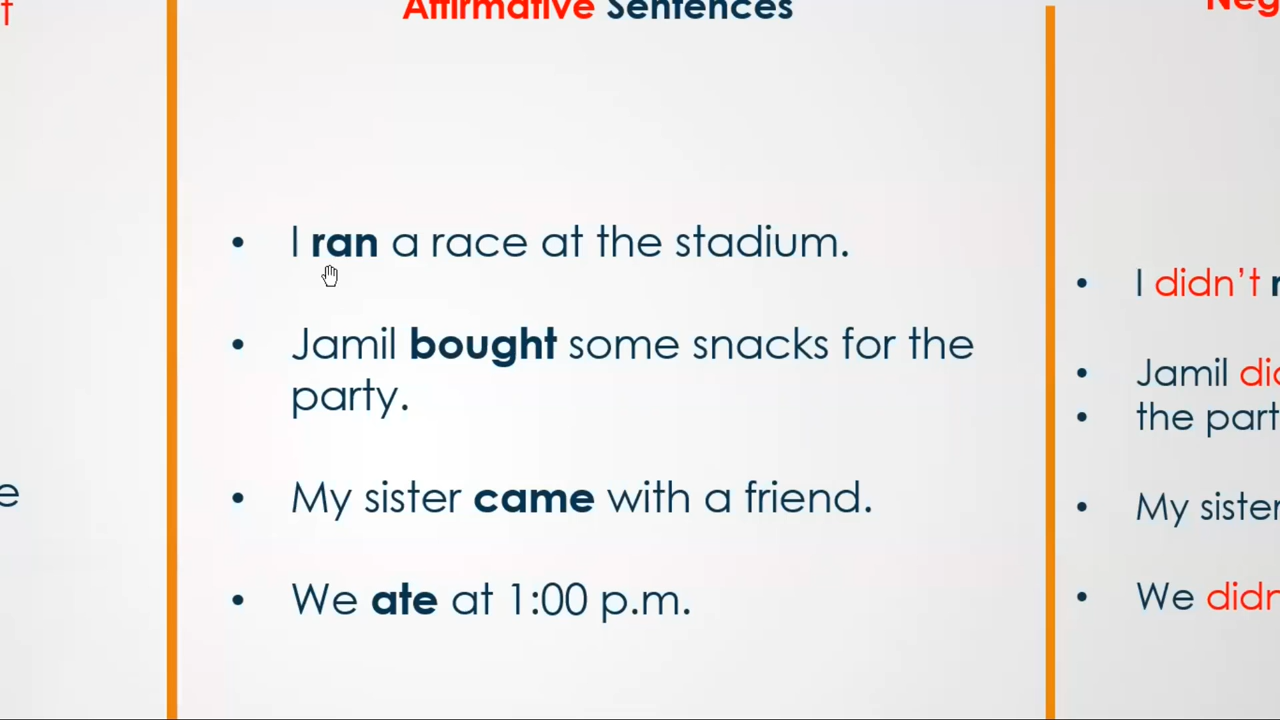 Affirmative Sentences
• I ran a race at the stadium.
• Jamil bought some snacks for the
party.
• My sister came with a friend.
• We ate at 1:00 p.m.
• I didn't
• Jamil
• the
• My sister
• We